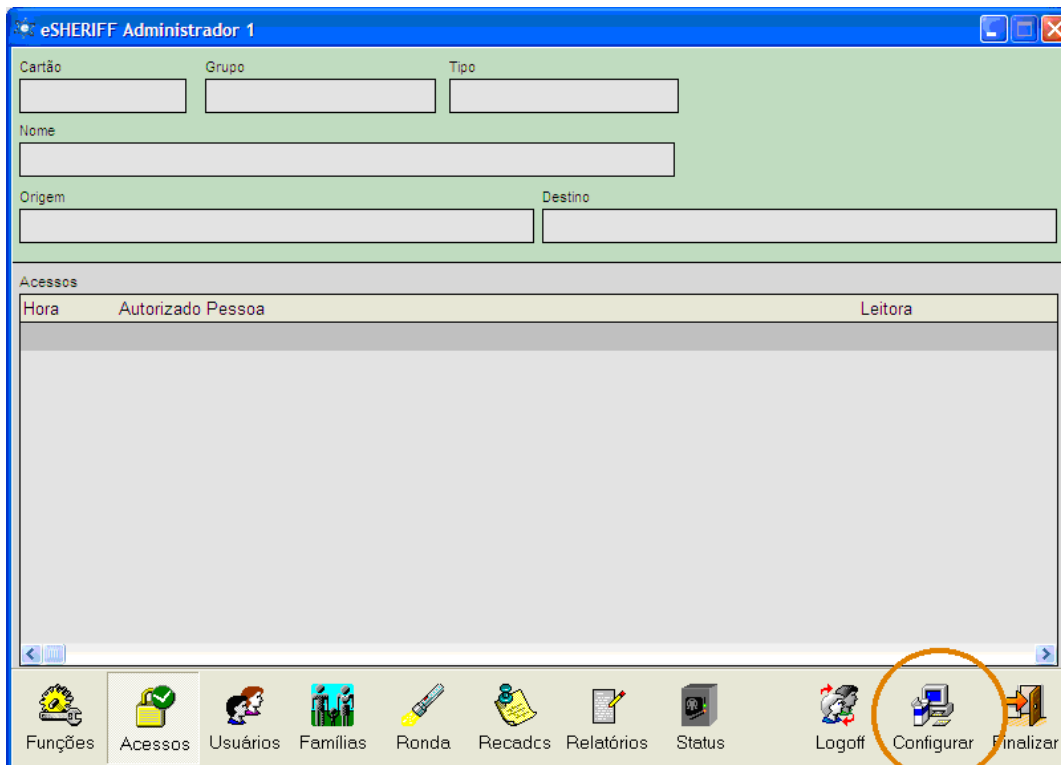 eSHERIFF Administrador 1
Cartão Grupo Tipo
Nome
Origem Destino
Acessos
Hora Autorizado Pessoa Leitora
Funções Acessos Usuários Famílias Ronda Recados Relatórios Status Logoff Configurar Finalizar